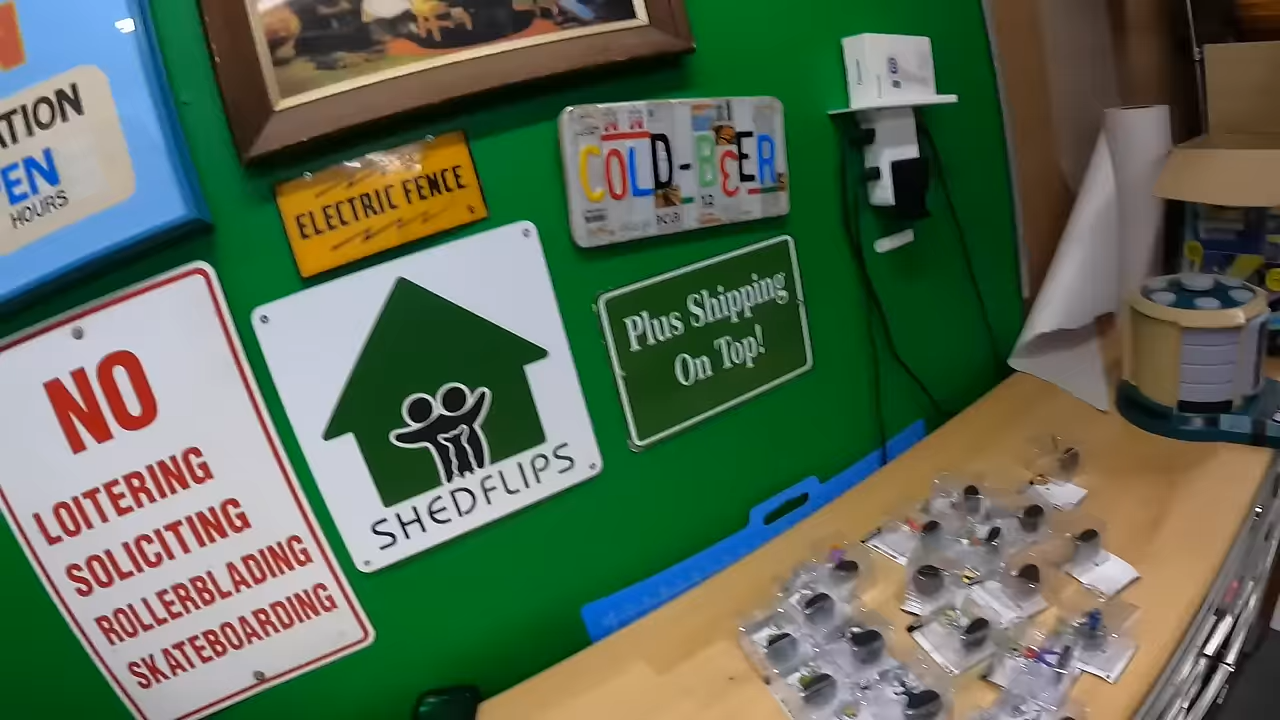 ATION
EN
HOURS
ELECTRIC FENCE
COLD-BEER
Plus Shipping
On Top!
SHEDFLIPS
NO
LOITERING
SOLICITING
ROLLERBLADING
SKATEBOARDING